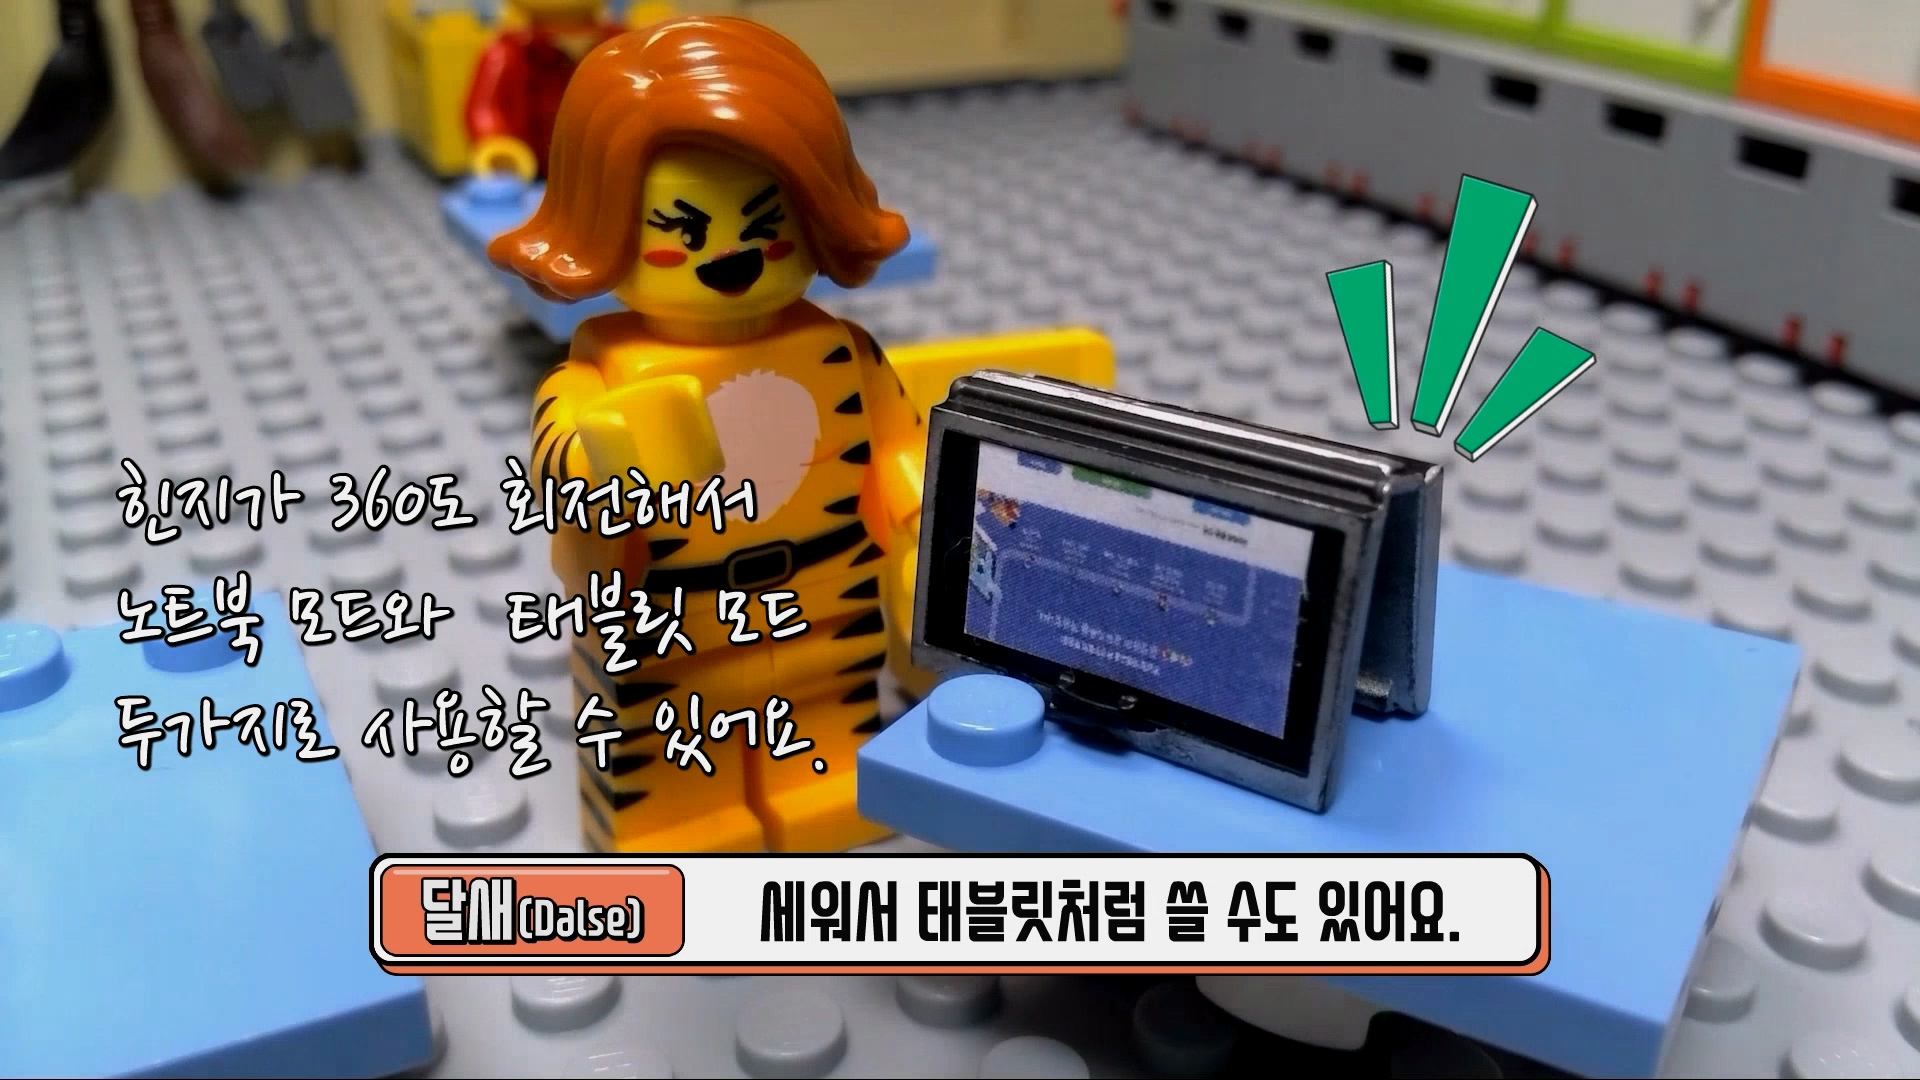 힌지가 360도 회전해서
노트북 모드와 태블릿 모드
두가지로 사용할 수 있어요.
달새(Dalse) 세워서 태블릿처럼 쓸 수도 있어요.